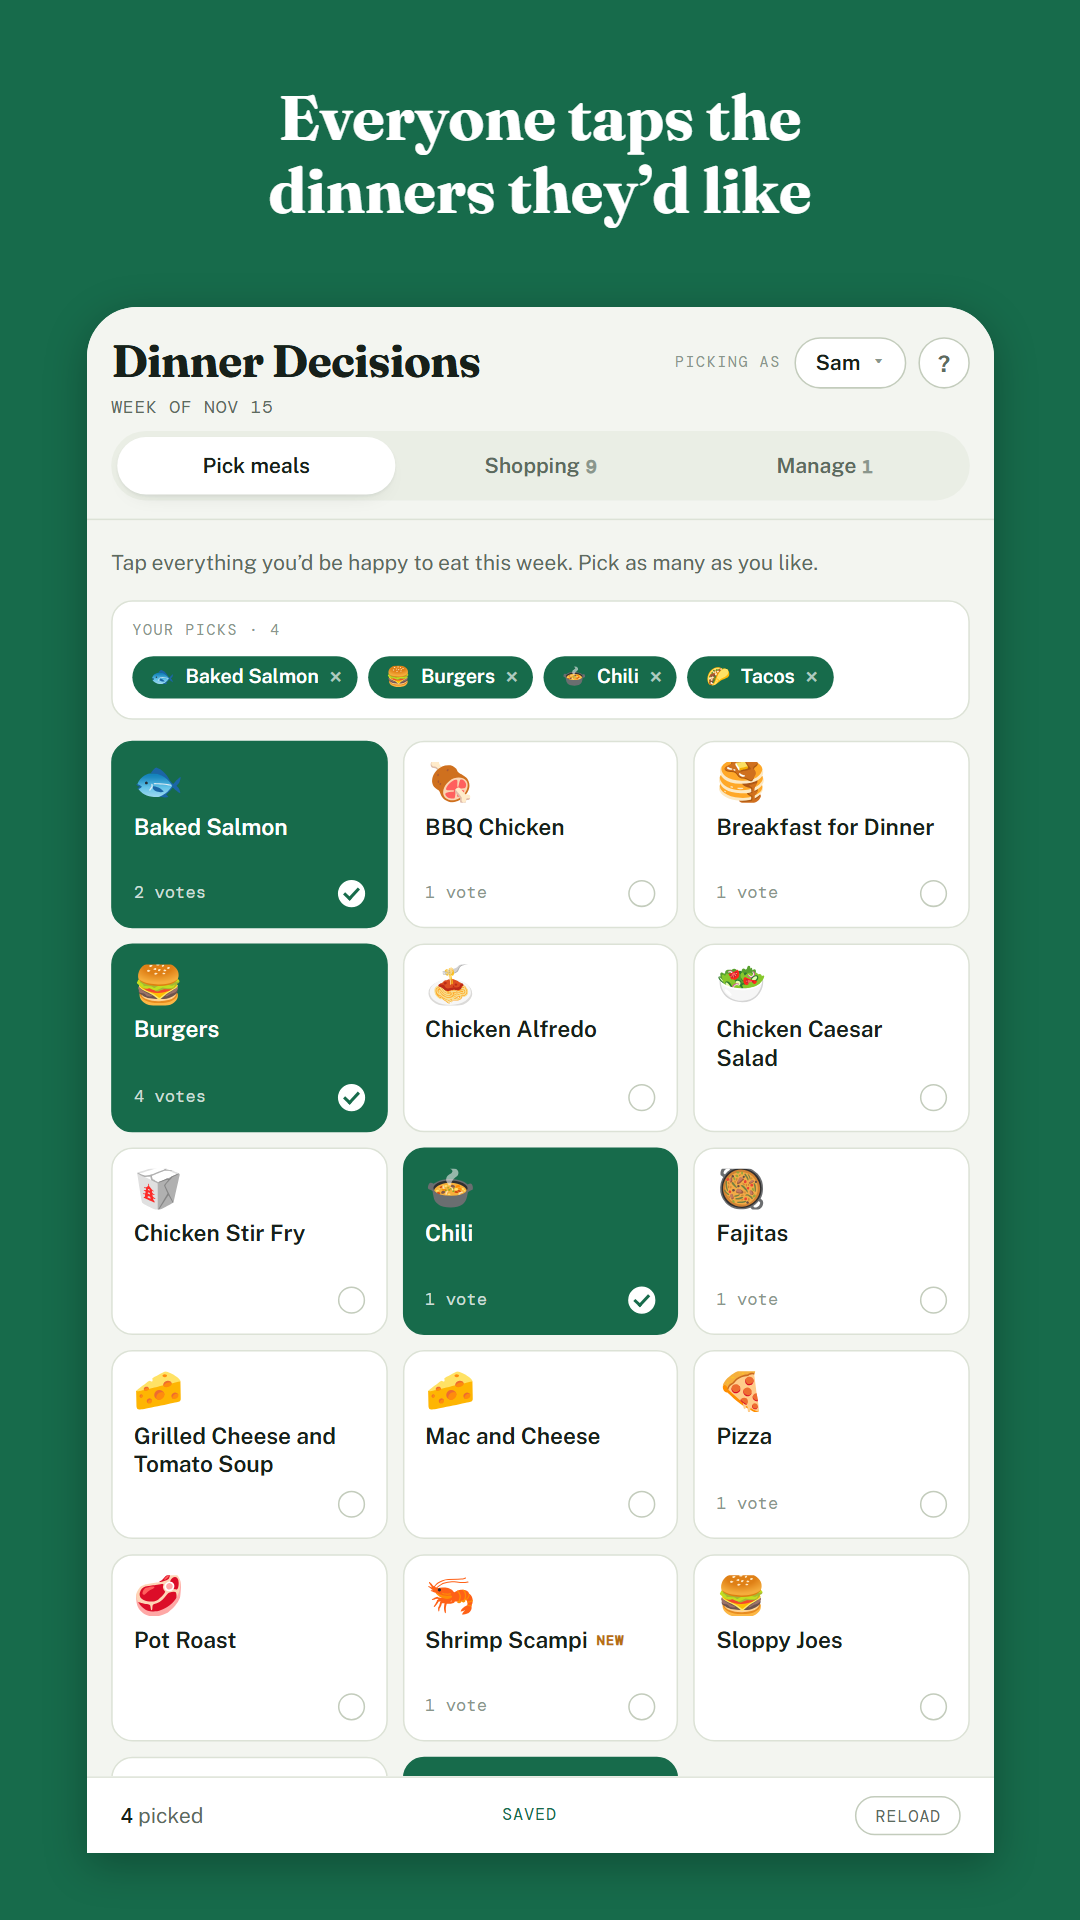 Everyone taps the
dinners they’d like
Dinner Decisions
PICKING AS
Sam
?
WEEK OF NOV 15
Pick meals
Shopping 9
Manage 1
Tap everything you’d be happy to eat this week. Pick as many as you like.
YOUR PICKS · 4
Baked Salmon ×
Burgers ×
Chili ×
Tacos ×
Baked Salmon
2 votes
BBQ Chicken
1 vote
Breakfast for Dinner
1 vote
Burgers
4 votes
Chicken Alfredo
Chicken Caesar
Salad
Chicken Stir Fry
Chili
1 vote
Fajitas
1 vote
Grilled Cheese and
Tomato Soup
Mac and Cheese
Pizza
1 vote
Pot Roast
Shrimp Scampi NEW
1 vote
Sloppy Joes
4 picked
SAVED
RELOAD